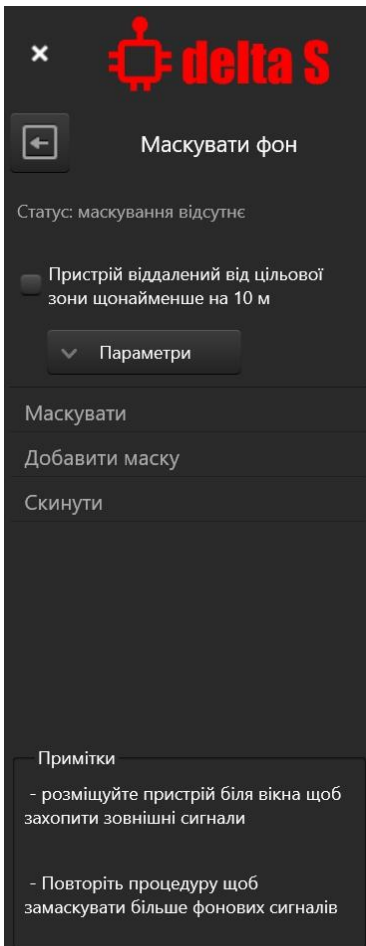 delta S
Маскувати фон
Статус: маскування відсутнє
Пристрій віддалений від цільової
зони щонайменше на 10 м
Параметри
Маскувати
Добавити маску
Скинути
Примітки
- розміщуйте пристрій біля вікна щоб
захопити зовнішні сигнали
- Повторіть процедуру щоб
замаскувати більше фонових сигналів